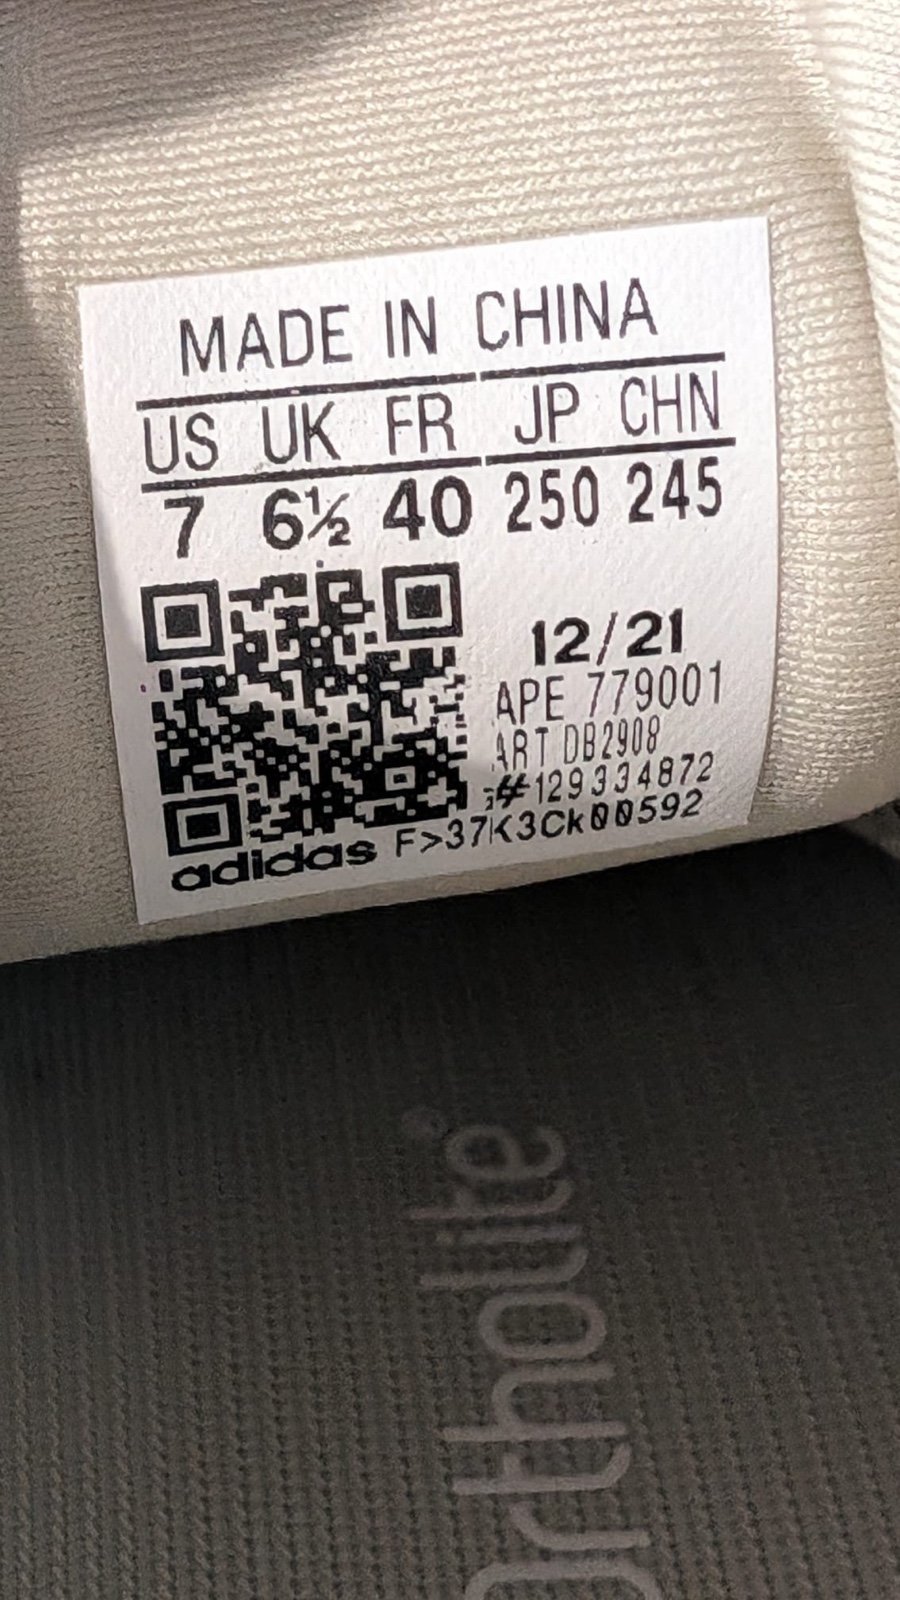 MADE IN CHINA
US UK FR JP CHN
7 6½ 40 250 245
12/21
APE 779001
ART DB2908
#129334872
adidas F>37K3Ck00592
ortholite®